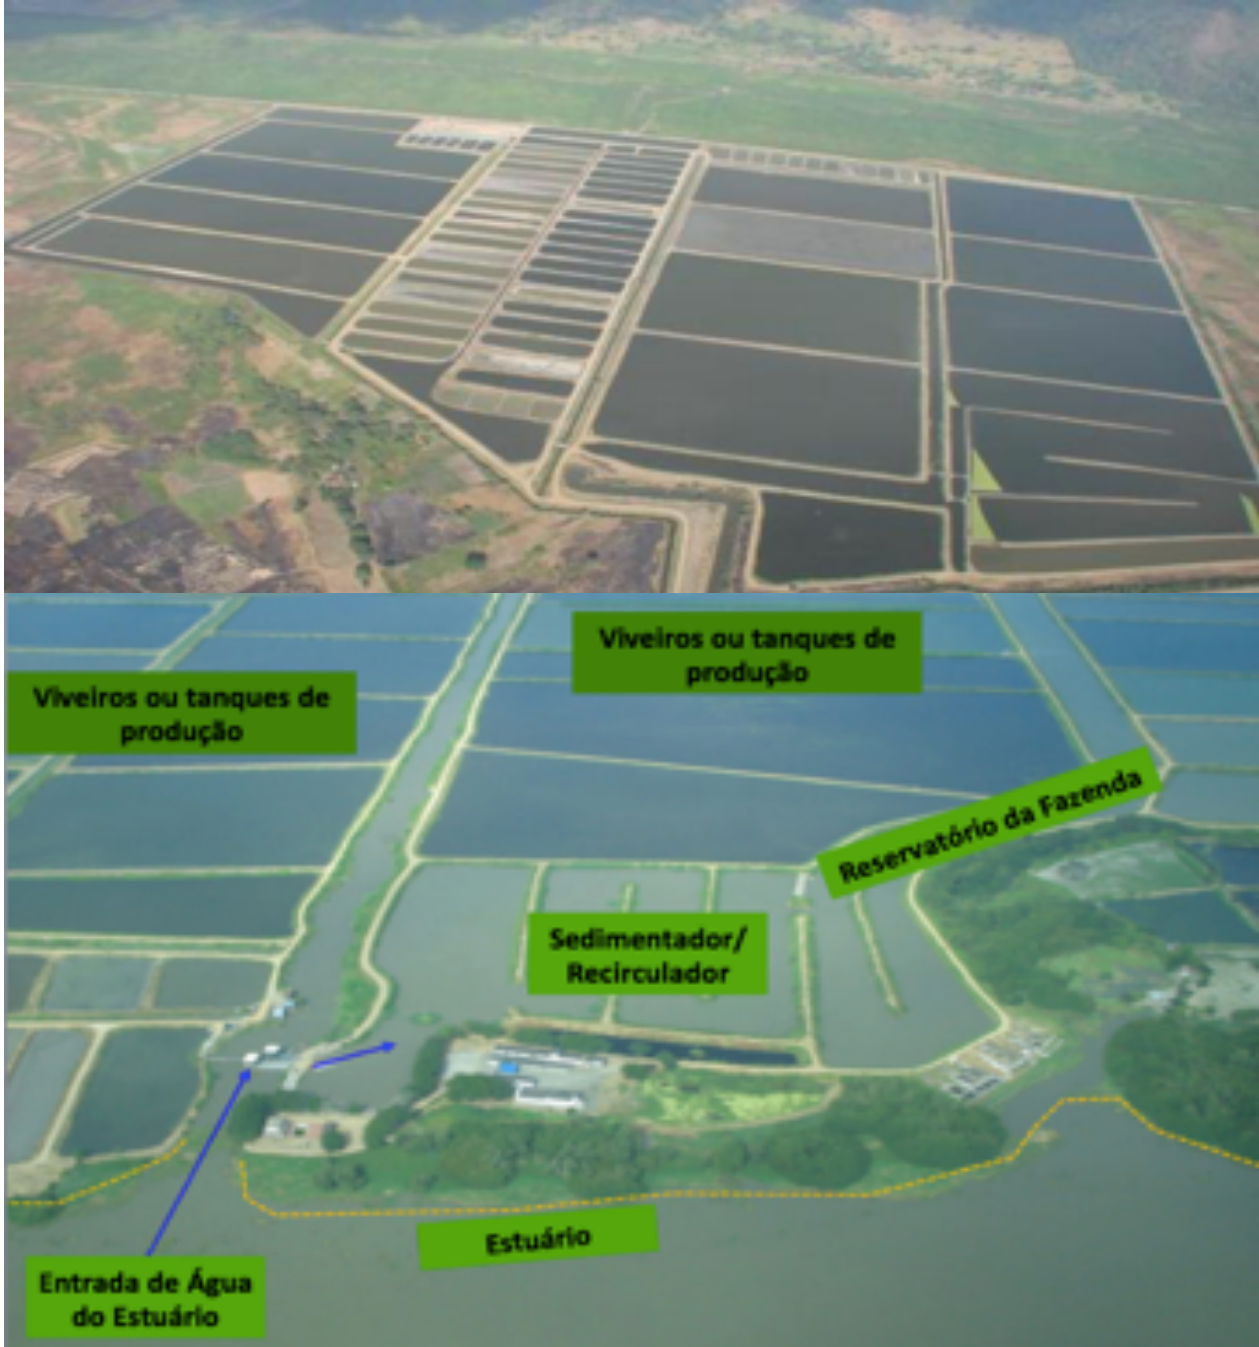 Viveiros ou tanques de
produção
Viveiros ou tanques de
produção
Reservatório da Fazenda
Sedimentador/
Recirculador
Estuário
Entrada de Água
do Estuário